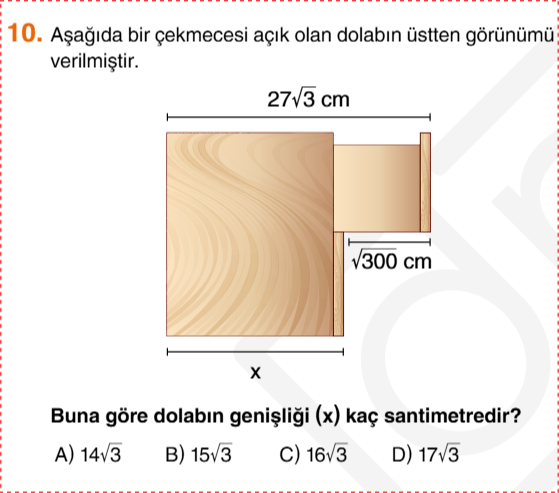 10. Aşağıda bir çekmecesi açık olan dolabın üstten görünümü
verilmiştir.
27√3 cm
√300 cm
x
Buna göre dolabın genişliği (x) kaç santimetredir?
A) 14√3 B) 15√3 C) 16√3 D) 17√3